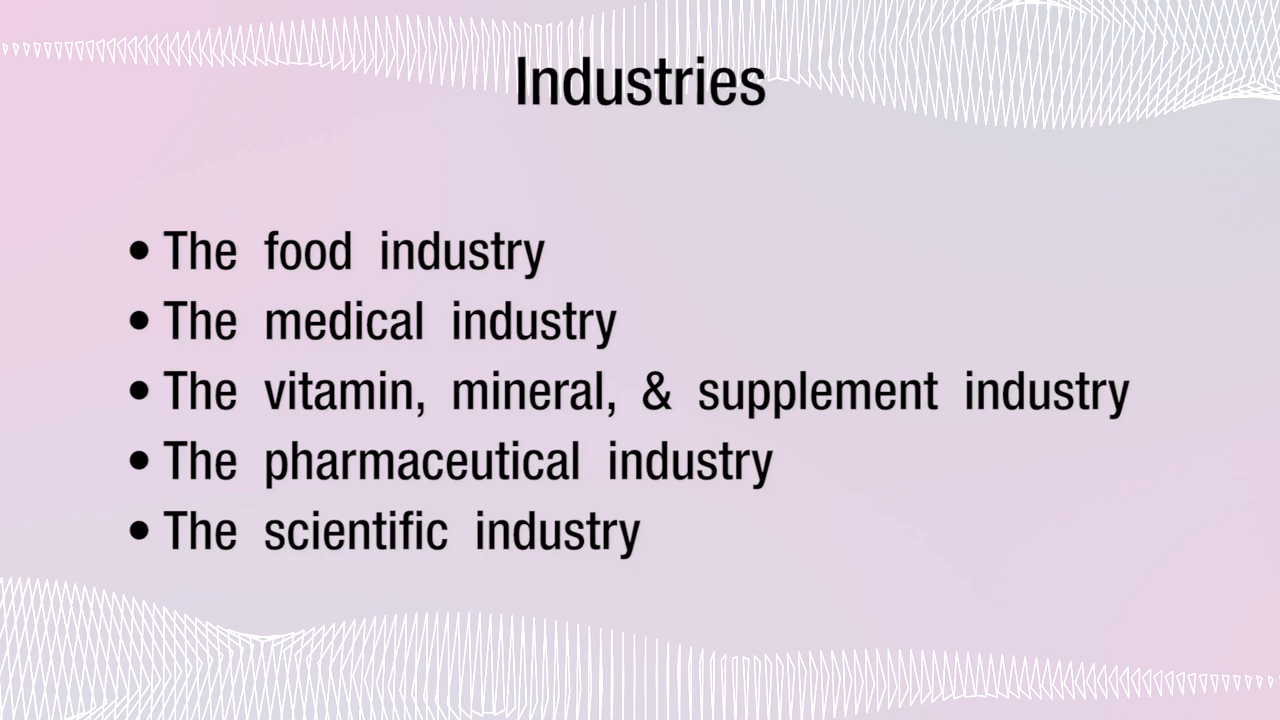 Industries
• The food industry
• The medical industry
• The vitamin, mineral, & supplement industry
• The pharmaceutical industry
• The scientific industry